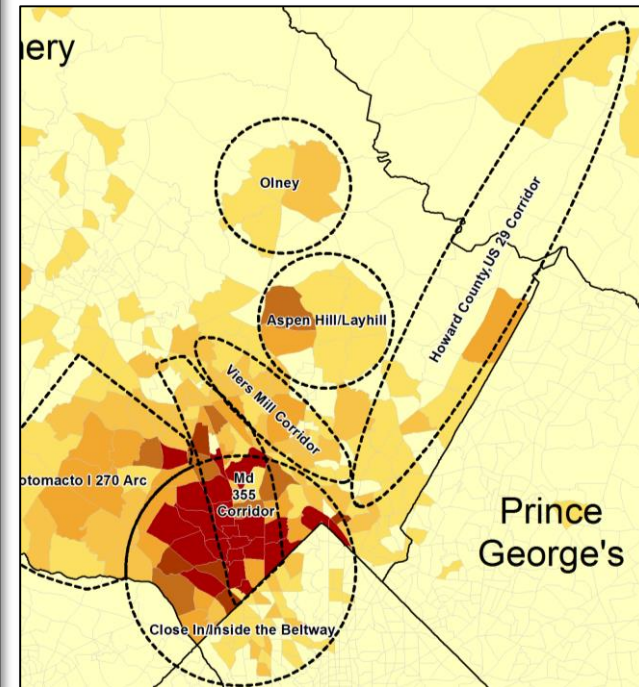 nery
Olney
Howard County,US 29 Corridor
Aspen Hill/Layhill
Viers Mill Corridor
otomacto I 270 Arc
Md
355
Corridor
Prince
George's
Close In/Inside the Beltway